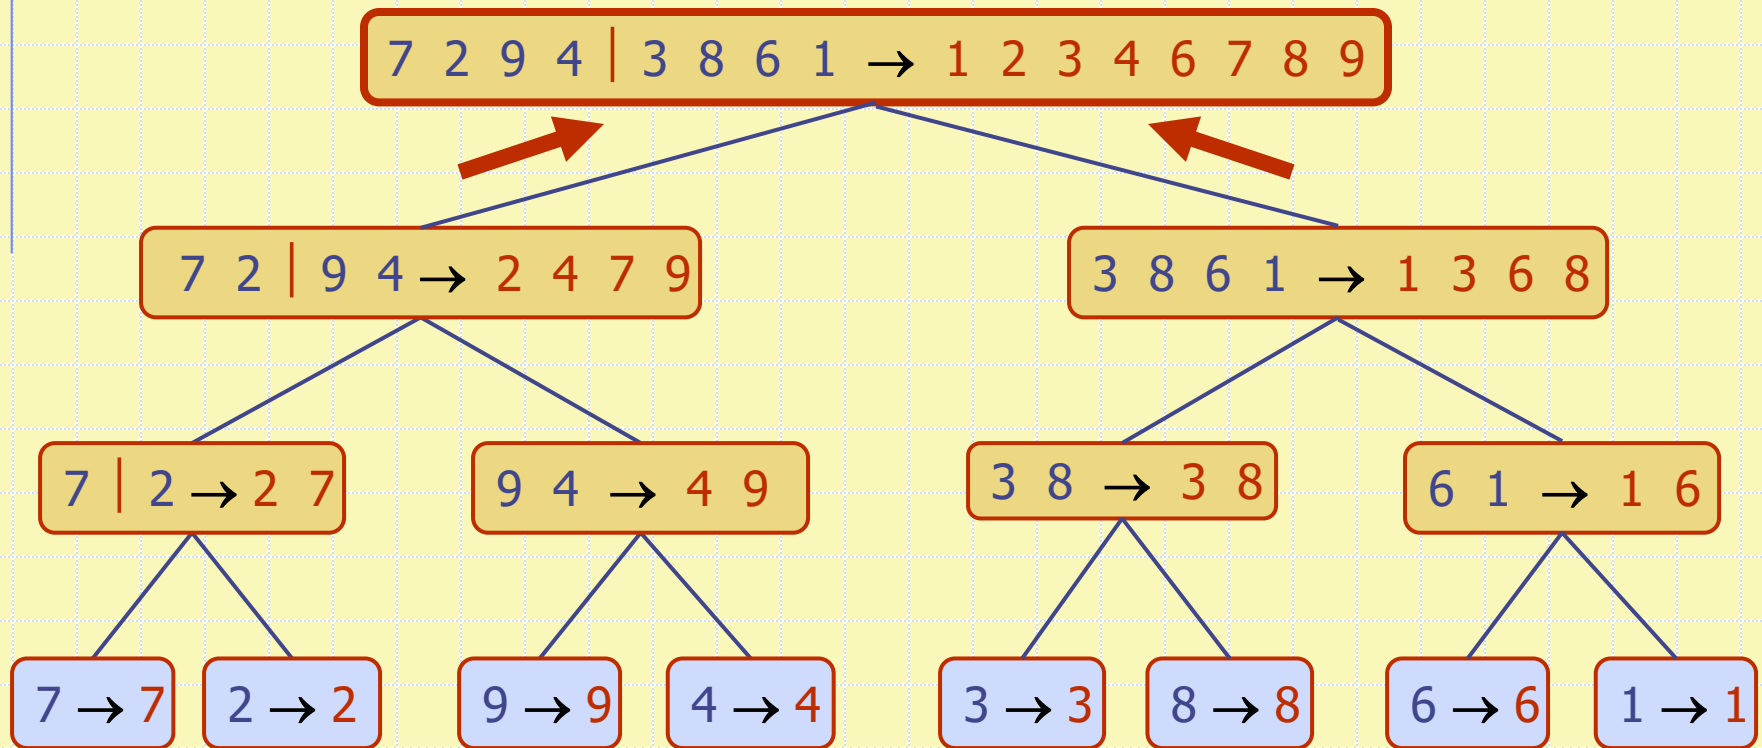 7 2 9 4 | 3 8 6 1 → 1 2 3 4 6 7 8 9
7 2 | 9 4 → 2 4 7 9
3 8 6 1 → 1 3 6 8
7 | 2 → 2 7
9 4 → 4 9
3 8 → 3 8
6 1 → 1 6
7 → 7
2 → 2
9 → 9
4 → 4
3 → 3
8 → 8
6 → 6
1 → 1